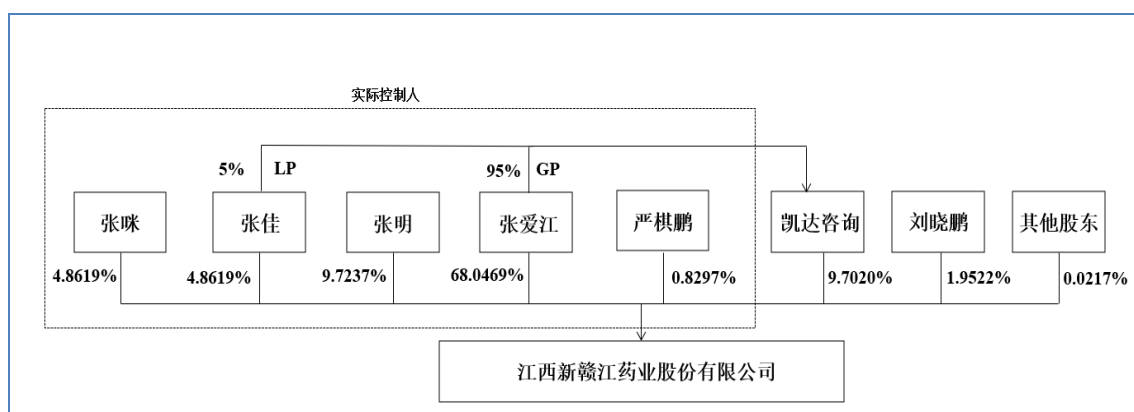 实际控制人
5% LP
95% GP
张咪
张佳
张明
张爱江
严棋鹏
凯达咨询
刘晓鹏
其他股东
4.8619%
4.8619%
9.7237%
68.0469%
0.8297%
9.7020%
1.9522%
0.0217%
江西新赣江药业股份有限公司